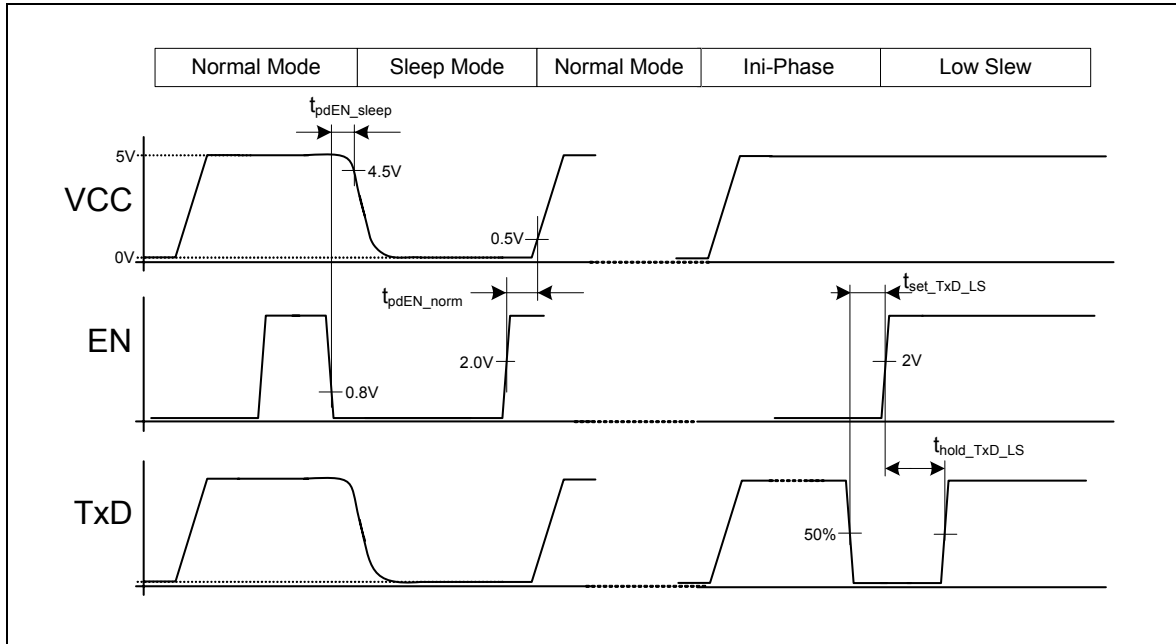 Normal Mode Sleep Mode Normal Mode Ini-Phase Low Slew
tpdEN_sleep
5V
4.5V
VCC
0.5V
0V
tpdEN_norm
tset_TxD_LS
EN
2.0V
2V
0.8V
thold_TxD_LS
TxD
50%